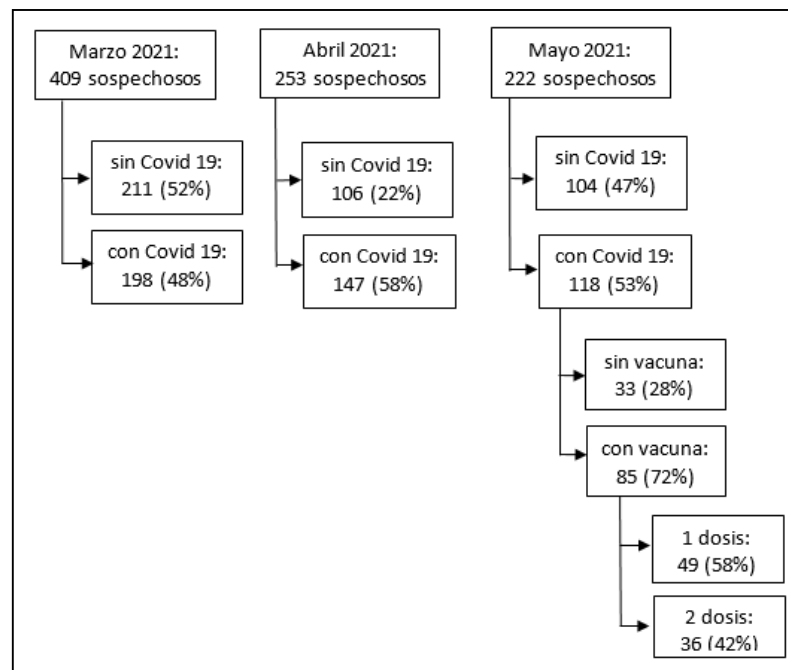 Marzo 2021:
409 sospechosos
sin Covid 19:
211 (52%)
con Covid 19:
198 (48%)
Abril 2021:
253 sospechosos
sin Covid 19:
106 (22%)
con Covid 19:
147 (58%)
Mayo 2021:
222 sospechosos
sin Covid 19:
104 (47%)
con Covid 19:
118 (53%)
sin vacuna:
33 (28%)
con vacuna:
85 (72%)
1 dosis:
49 (58%)
2 dosis:
36 (42%)